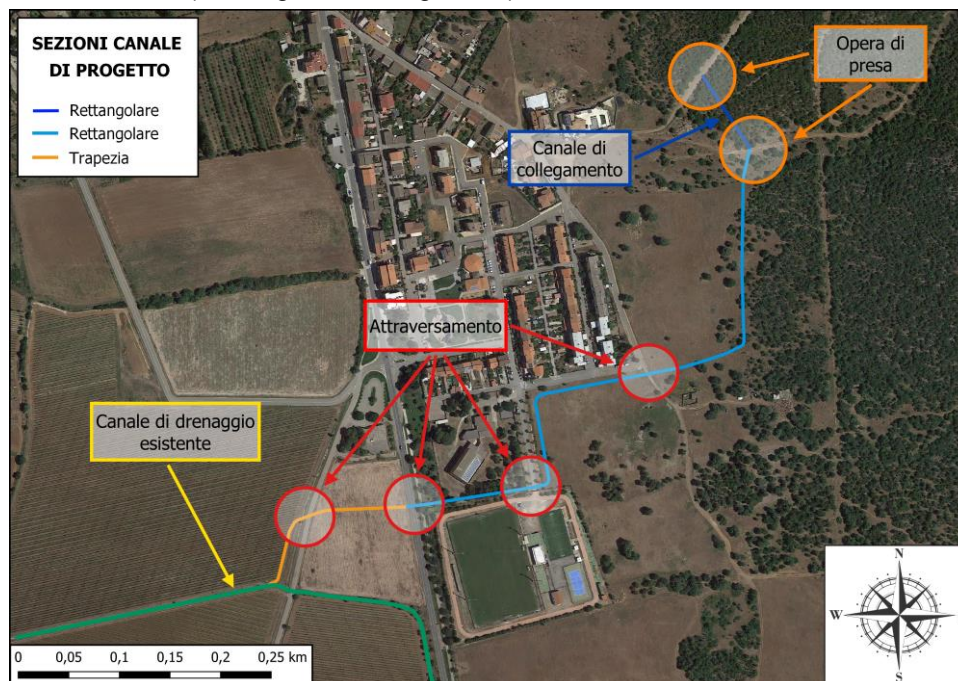 SEZIONI CANALE
DI PROGETTO
Rettangolare
Rettangolare
Trapezia
Opera di
presa
Canale di
collegamento
Attraversamento
Canale di drenaggio
esistente
0 0,05 0,1 0,15 0,2 0,25 km
N
W E
S